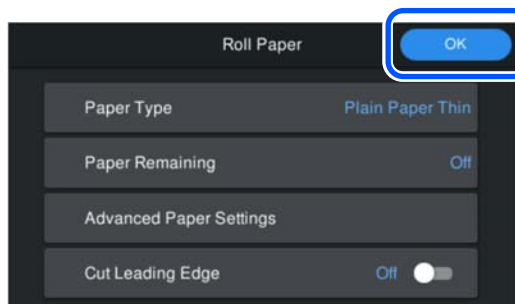 Roll Paper OK
Paper Type Plain Paper Thin
Paper Remaining Off
Advanced Paper Settings
Cut Leading Edge Off